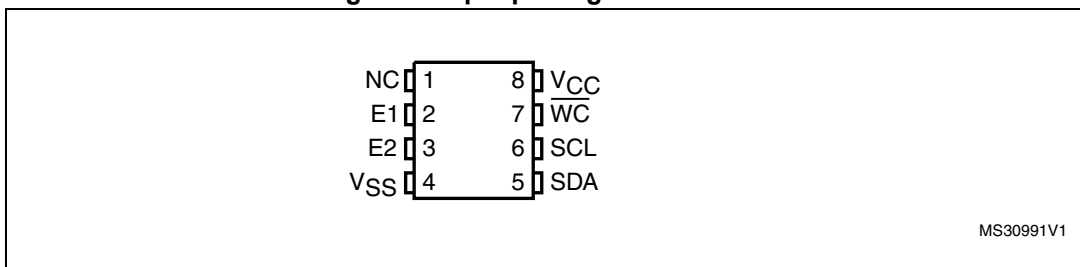 NC 1 8 VCC
E1 2 7 WC
E2 3 6 SCL
VSS 4 5 SDA
MS30991V1